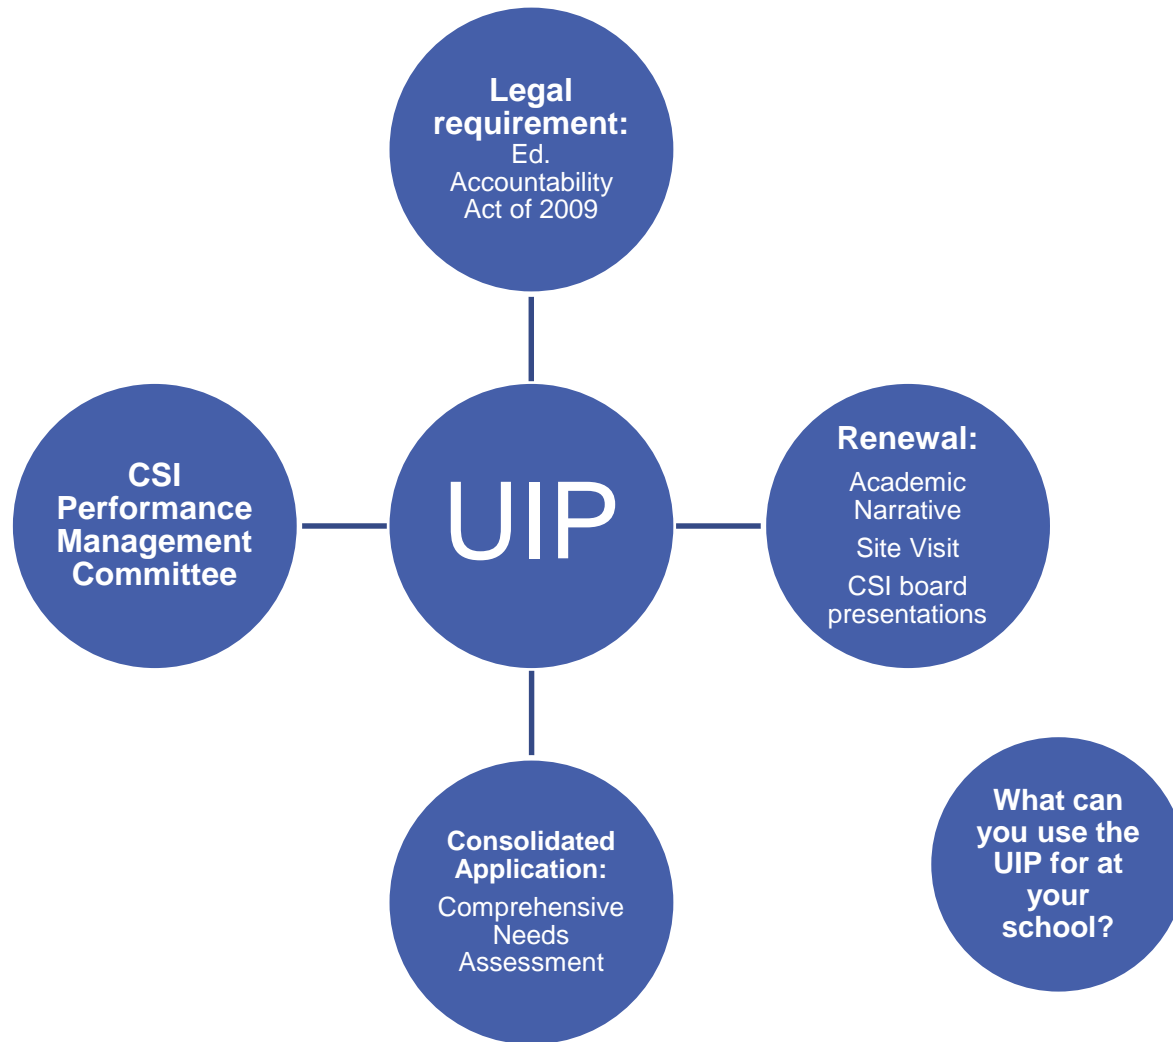 Legal
requirement:
Ed.
Accountability
Act of 2009
CSI
Performance
Management
Committee
UIP
Renewal:
Academic
Narrative
Site Visit
CSI board
presentations
Consolidated
Application:
Comprehensive
Needs
Assessment
What can
you use the
UIP for at
your
school?